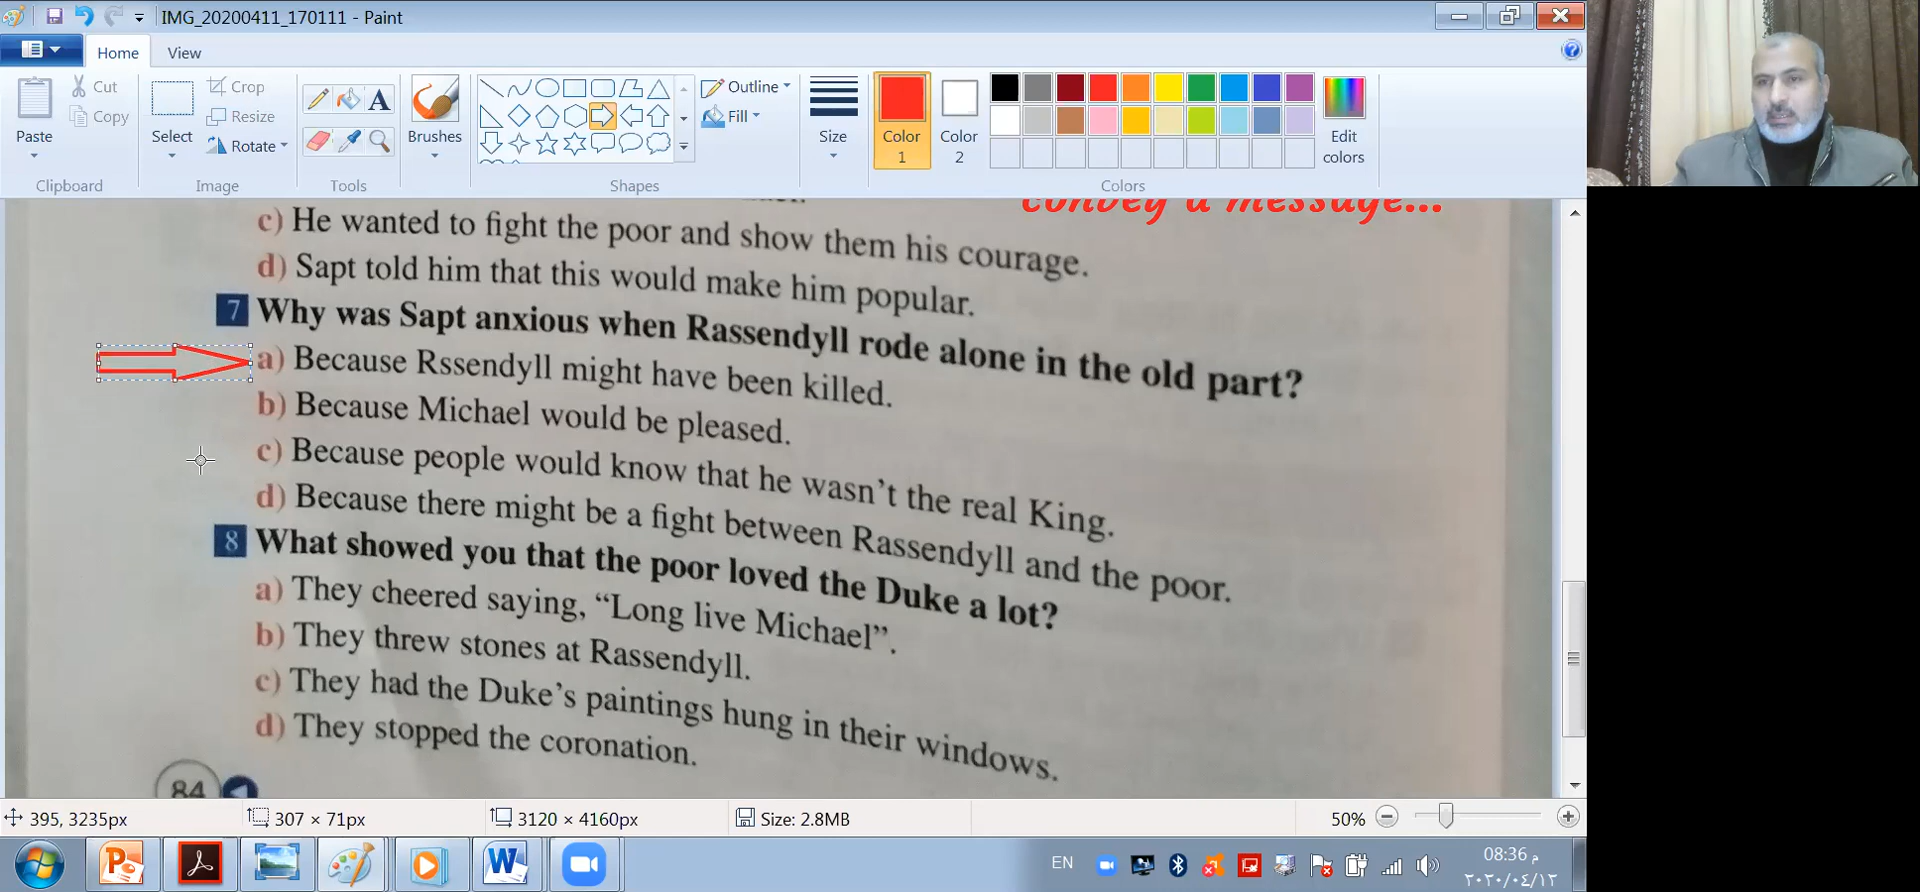 IMG_20200411_170111 - Paint
Home
View
Paste
Cut
Copy
Clipboard
Select
Crop
Resize
Rotate
Image
Tools
Brushes
Shapes
Outline
Fill
Size
Color 1
Color 2
Edit colors
Colors
convey a message...
c) He wanted to fight the poor and show them his courage.
d) Sapt told him that this would make him popular.
7 Why was Sapt anxious when Rassendyll rode alone in the old part?
a) Because Rssendyll might have been killed.
b) Because Michael would be pleased.
c) Because people would know that he wasn't the real King.
d) Because there might be a fight between Rassendyll and the poor.
8 What showed you that the poor loved the Duke a lot?
a) They cheered saying, “Long live Michael”.
b) They threw stones at Rassendyll.
c) They had the Duke's paintings hung in their windows.
d) They stopped the coronation.
84
395, 3235px
307 × 71px
3120 × 4160px
Size: 2.8MB
50%
EN
08:36 م
٢٠٢٠/٠٤/١٢